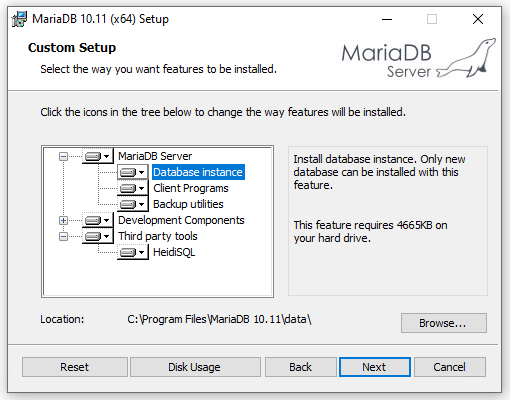 MariaDB 10.11 (x64) Setup
Custom Setup
Select the way you want features to be installed.
MariaDB
Server
Click the icons in the tree below to change the way features will be installed.
MariaDB Server
Database instance
Client Programs
Backup utilities
Development Components
Third party tools
HeidiSQL
Install database instance. Only new
database can be installed with this
feature.
This feature requires 4665KB on
your hard drive.
Location: C:\Program Files\MariaDB 10.11\data\
Browse...
Reset Disk Usage Back Next Cancel